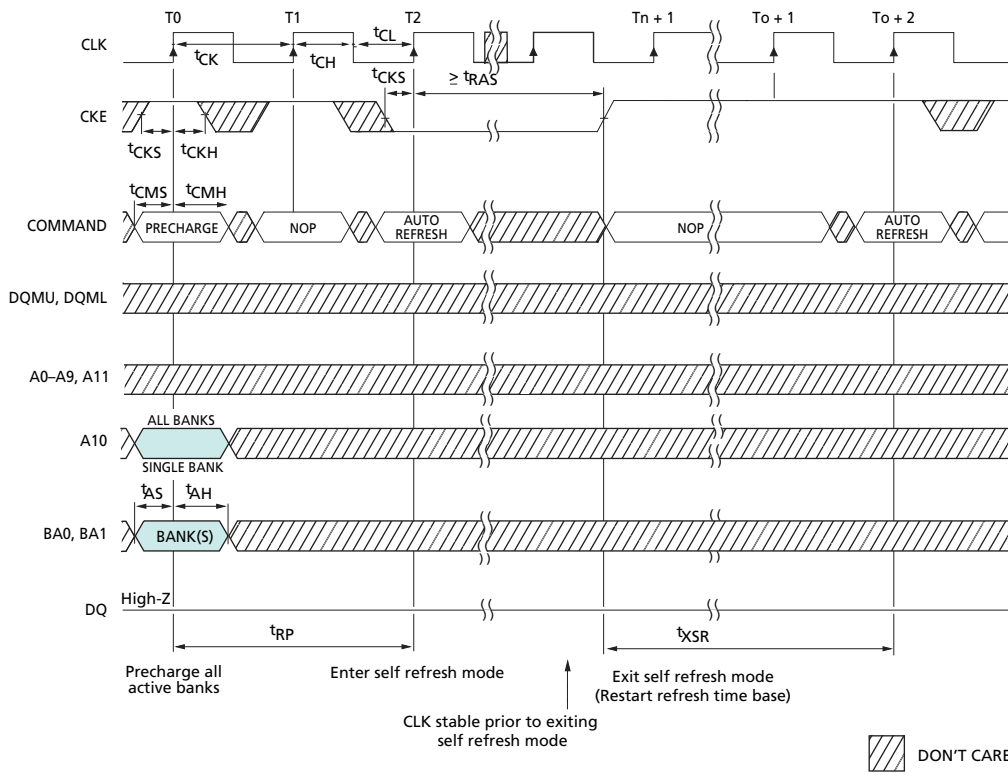 T0 T1 T2 Tn + 1 To + 1 To + 2
CLK
tCK tCH tCL
tCKS ≥ tRAS
CKE
tCKS tCKH
tCMS tCMH
COMMAND PRECHARGE NOP AUTO REFRESH NOP AUTO REFRESH
DQMU, DQML
A0–A9, A11
ALL BANKS
A10
SINGLE BANK
tAS tAH
BA0, BA1 BANK(S)
High-Z
DQ
tRP tXSR
Precharge all
active banks
Enter self refresh mode
Exit self refresh mode
(Restart refresh time base)
CLK stable prior to exiting
self refresh mode
DON'T CARE